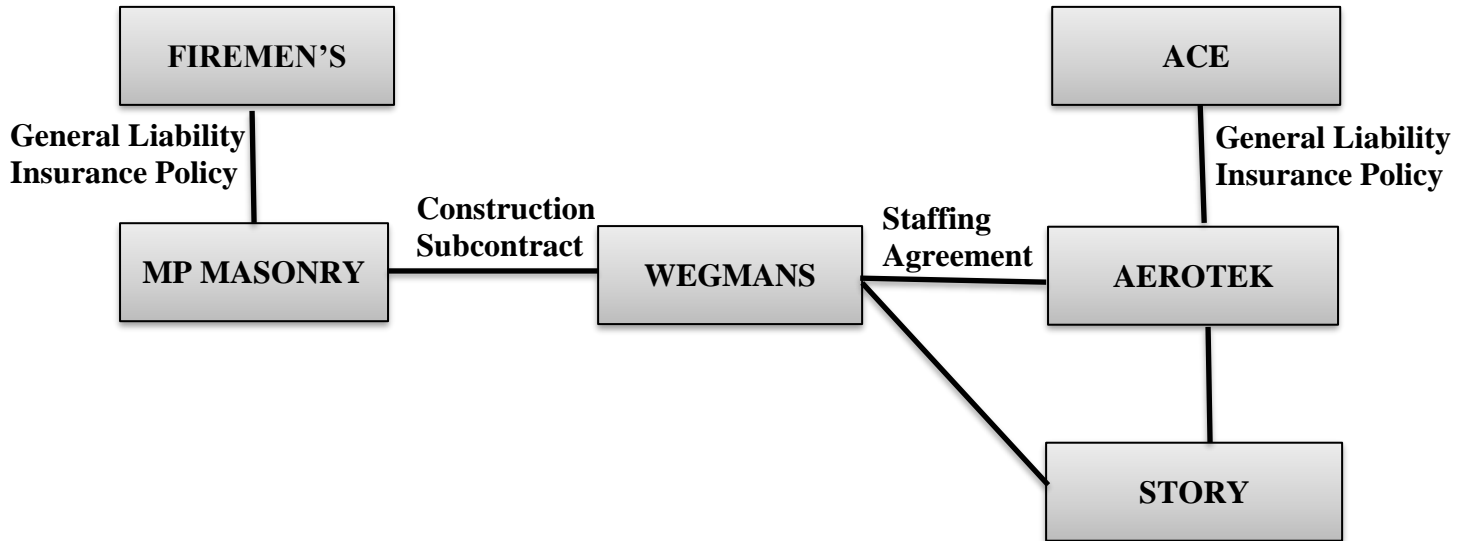 FIREMEN’S
ACE
General Liability
Insurance Policy
General Liability
Insurance Policy
Construction
Subcontract
Staffing
Agreement
MP MASONRY
WEGMANS
AEROTEK
STORY